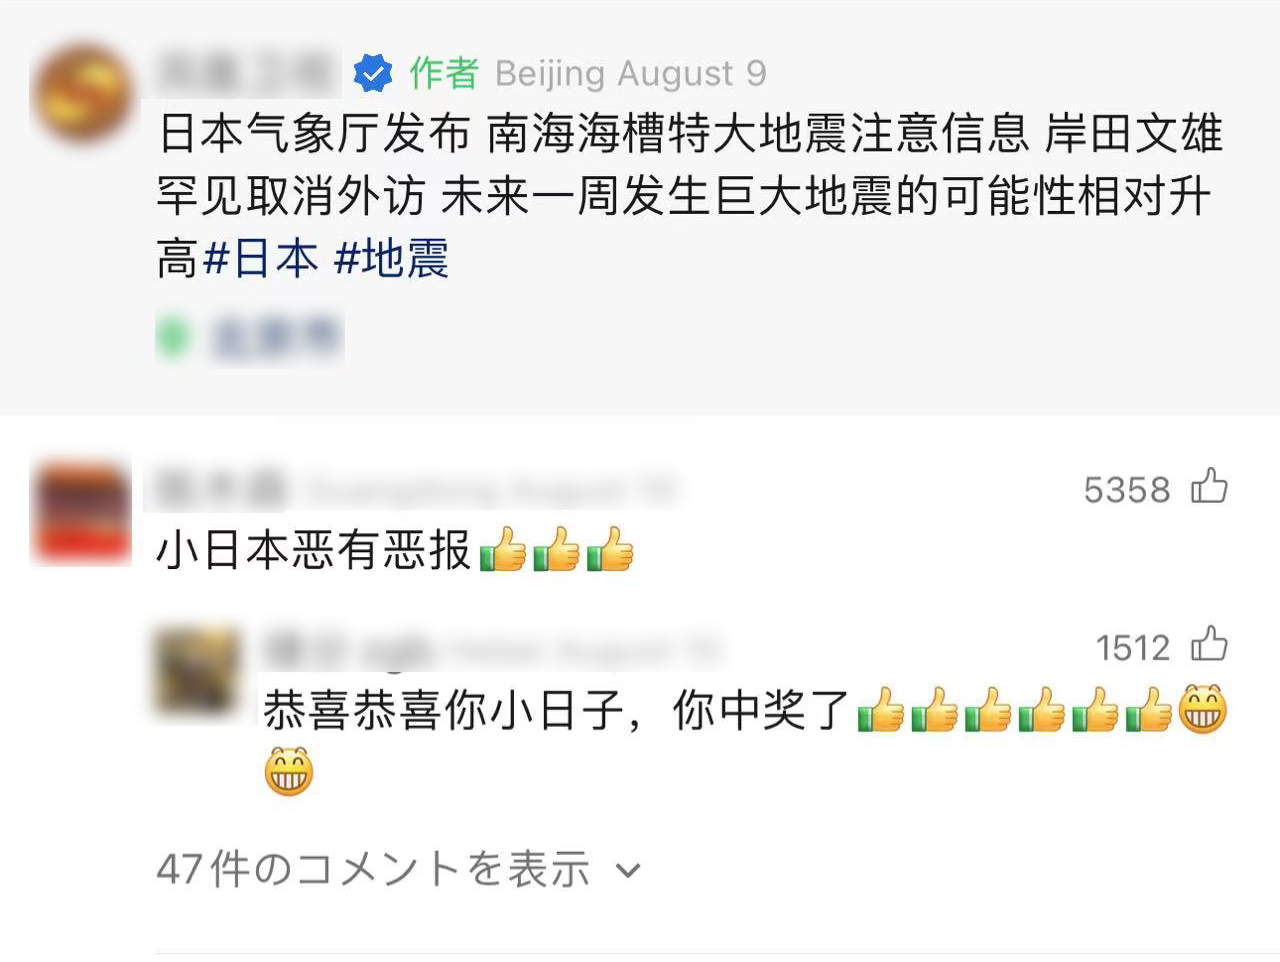 作者 Beijing August 9
日本气象厅发布 南海海槽特大地震注意信息 岸田文雄
罕见取消外访 未来一周发生巨大地震的可能性相对升
高#日本 #地震
5358
小日本恶有恶报👍👍👍
1512
恭喜恭喜你小日子，你中奖了👍👍👍👍👍👍😁
😁
47件のコメントを表示